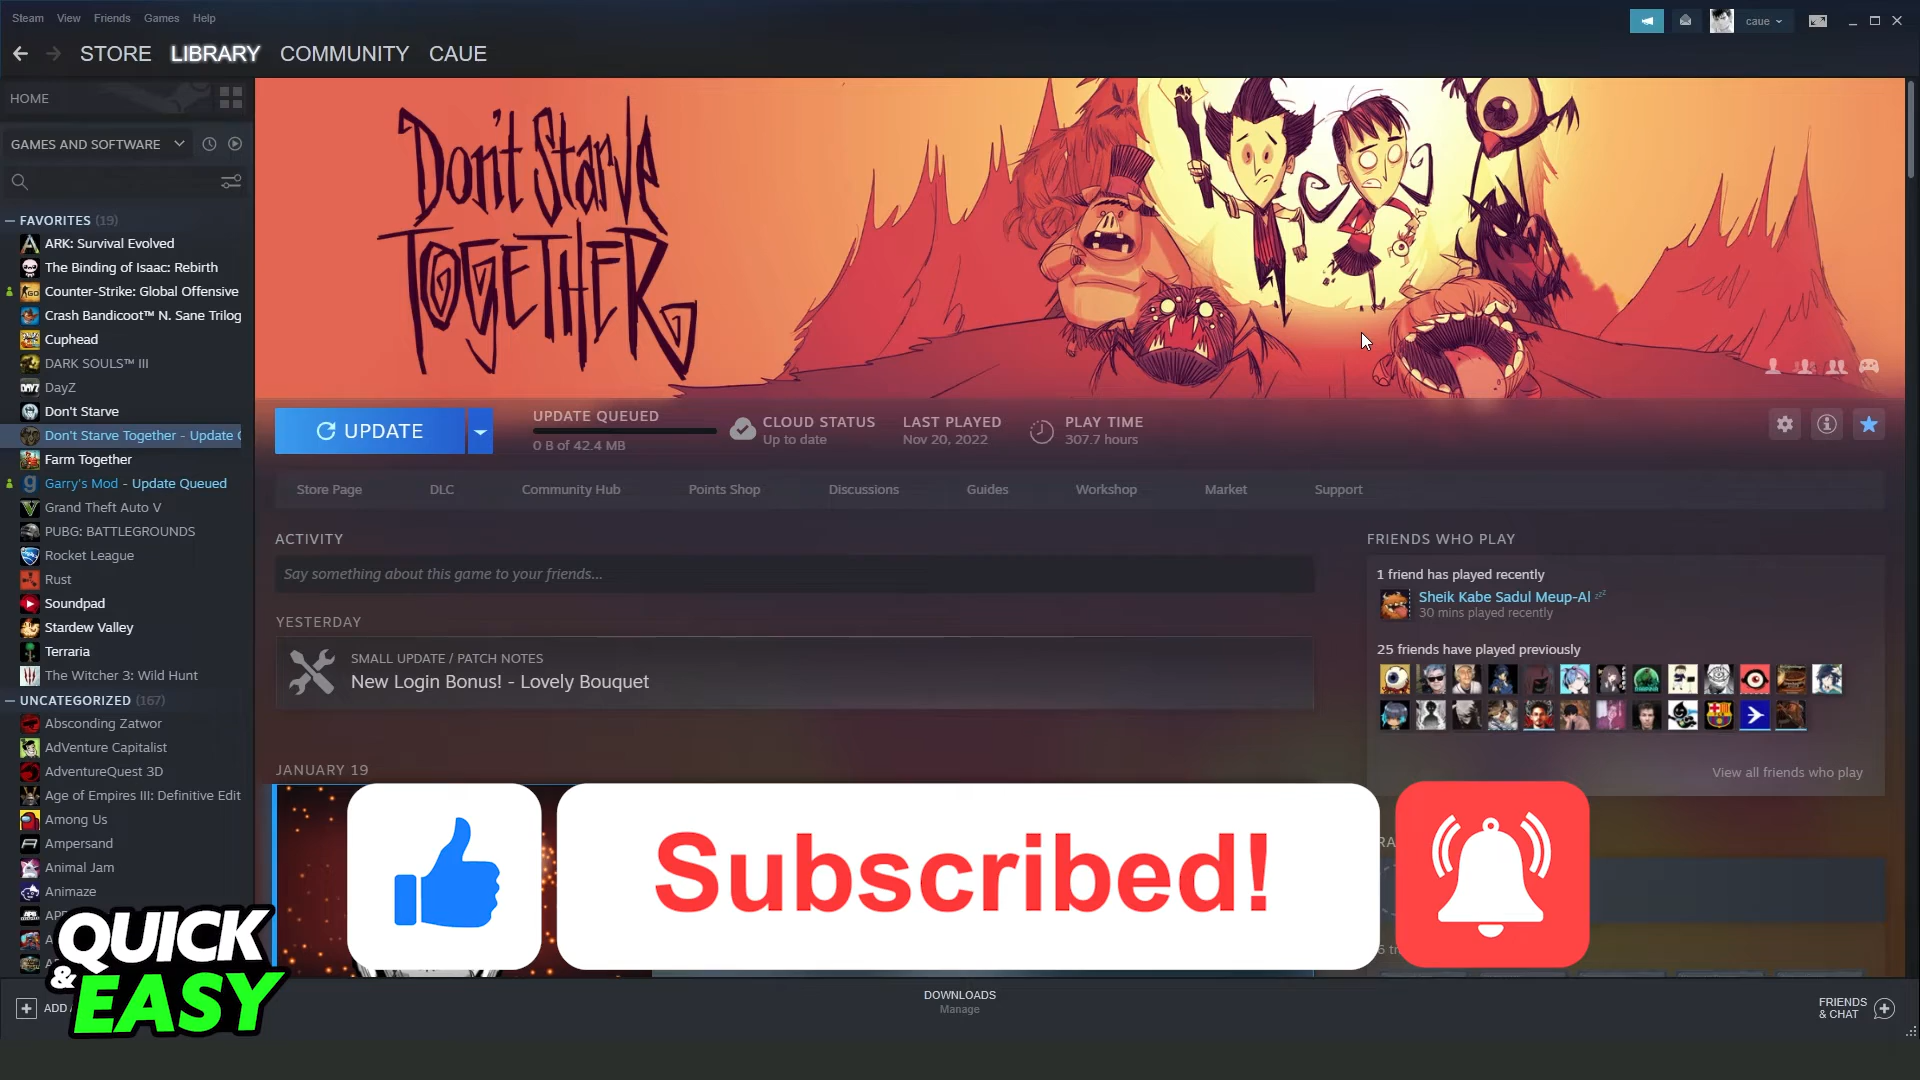 Steam View Friends Games Help
caue
STORE LIBRARY COMMUNITY CAUE
HOME
GAMES AND SOFTWARE
FAVORITES (19)
ARK: Survival Evolved
The Binding of Isaac: Rebirth
Counter-Strike: Global Offensive
Crash Bandicoot™ N. Sane Trilog
Cuphead
DARK SOULS™ III
DayZ
Don't Starve
Don't Starve Together - Update
Farm Together
Garry's Mod - Update Queued
Grand Theft Auto V
PUBG: BATTLEGROUNDS
Rocket League
Rust
Soundpad
Stardew Valley
Terraria
The Witcher 3: Wild Hunt
UNCATEGORIZED (167)
Absconding Zatwor
AdVenture Capitalist
AdventureQuest 3D
Age of Empires III: Definitive Edit
Among Us
Ampersand
Animal Jam
Animaze
Don't Starve
TOGETHER
UPDATE
UPDATE QUEUED
0 B of 42.4 MB
CLOUD STATUS
Up to date
LAST PLAYED
Nov 20, 2022
PLAY TIME
307.7 hours
Store Page DLC Community Hub Points Shop Discussions Guides Workshop Market Support
ACTIVITY
Say something about this game to your friends...
YESTERDAY
SMALL UPDATE / PATCH NOTES
New Login Bonus! - Lovely Bouquet
JANUARY 19
FRIENDS WHO PLAY
1 friend has played recently
Sheik Kabe Sadul Meup-Al zzz
30 mins played recently
25 friends have played previously
View all friends who play
Subscribed!
QUICK
& EASY
ADD
DOWNLOADS
Manage
FRIENDS
& CHAT